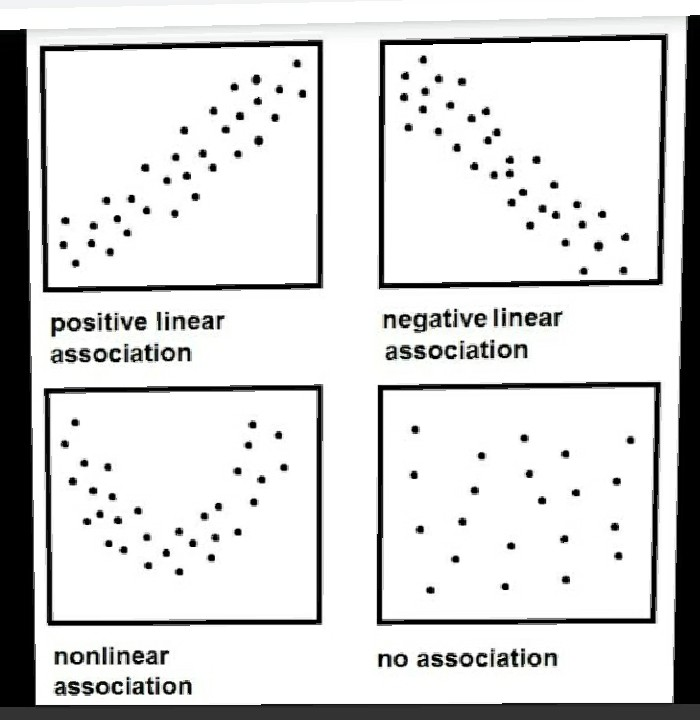 positive linear
association
negative linear
association
nonlinear
association
no association